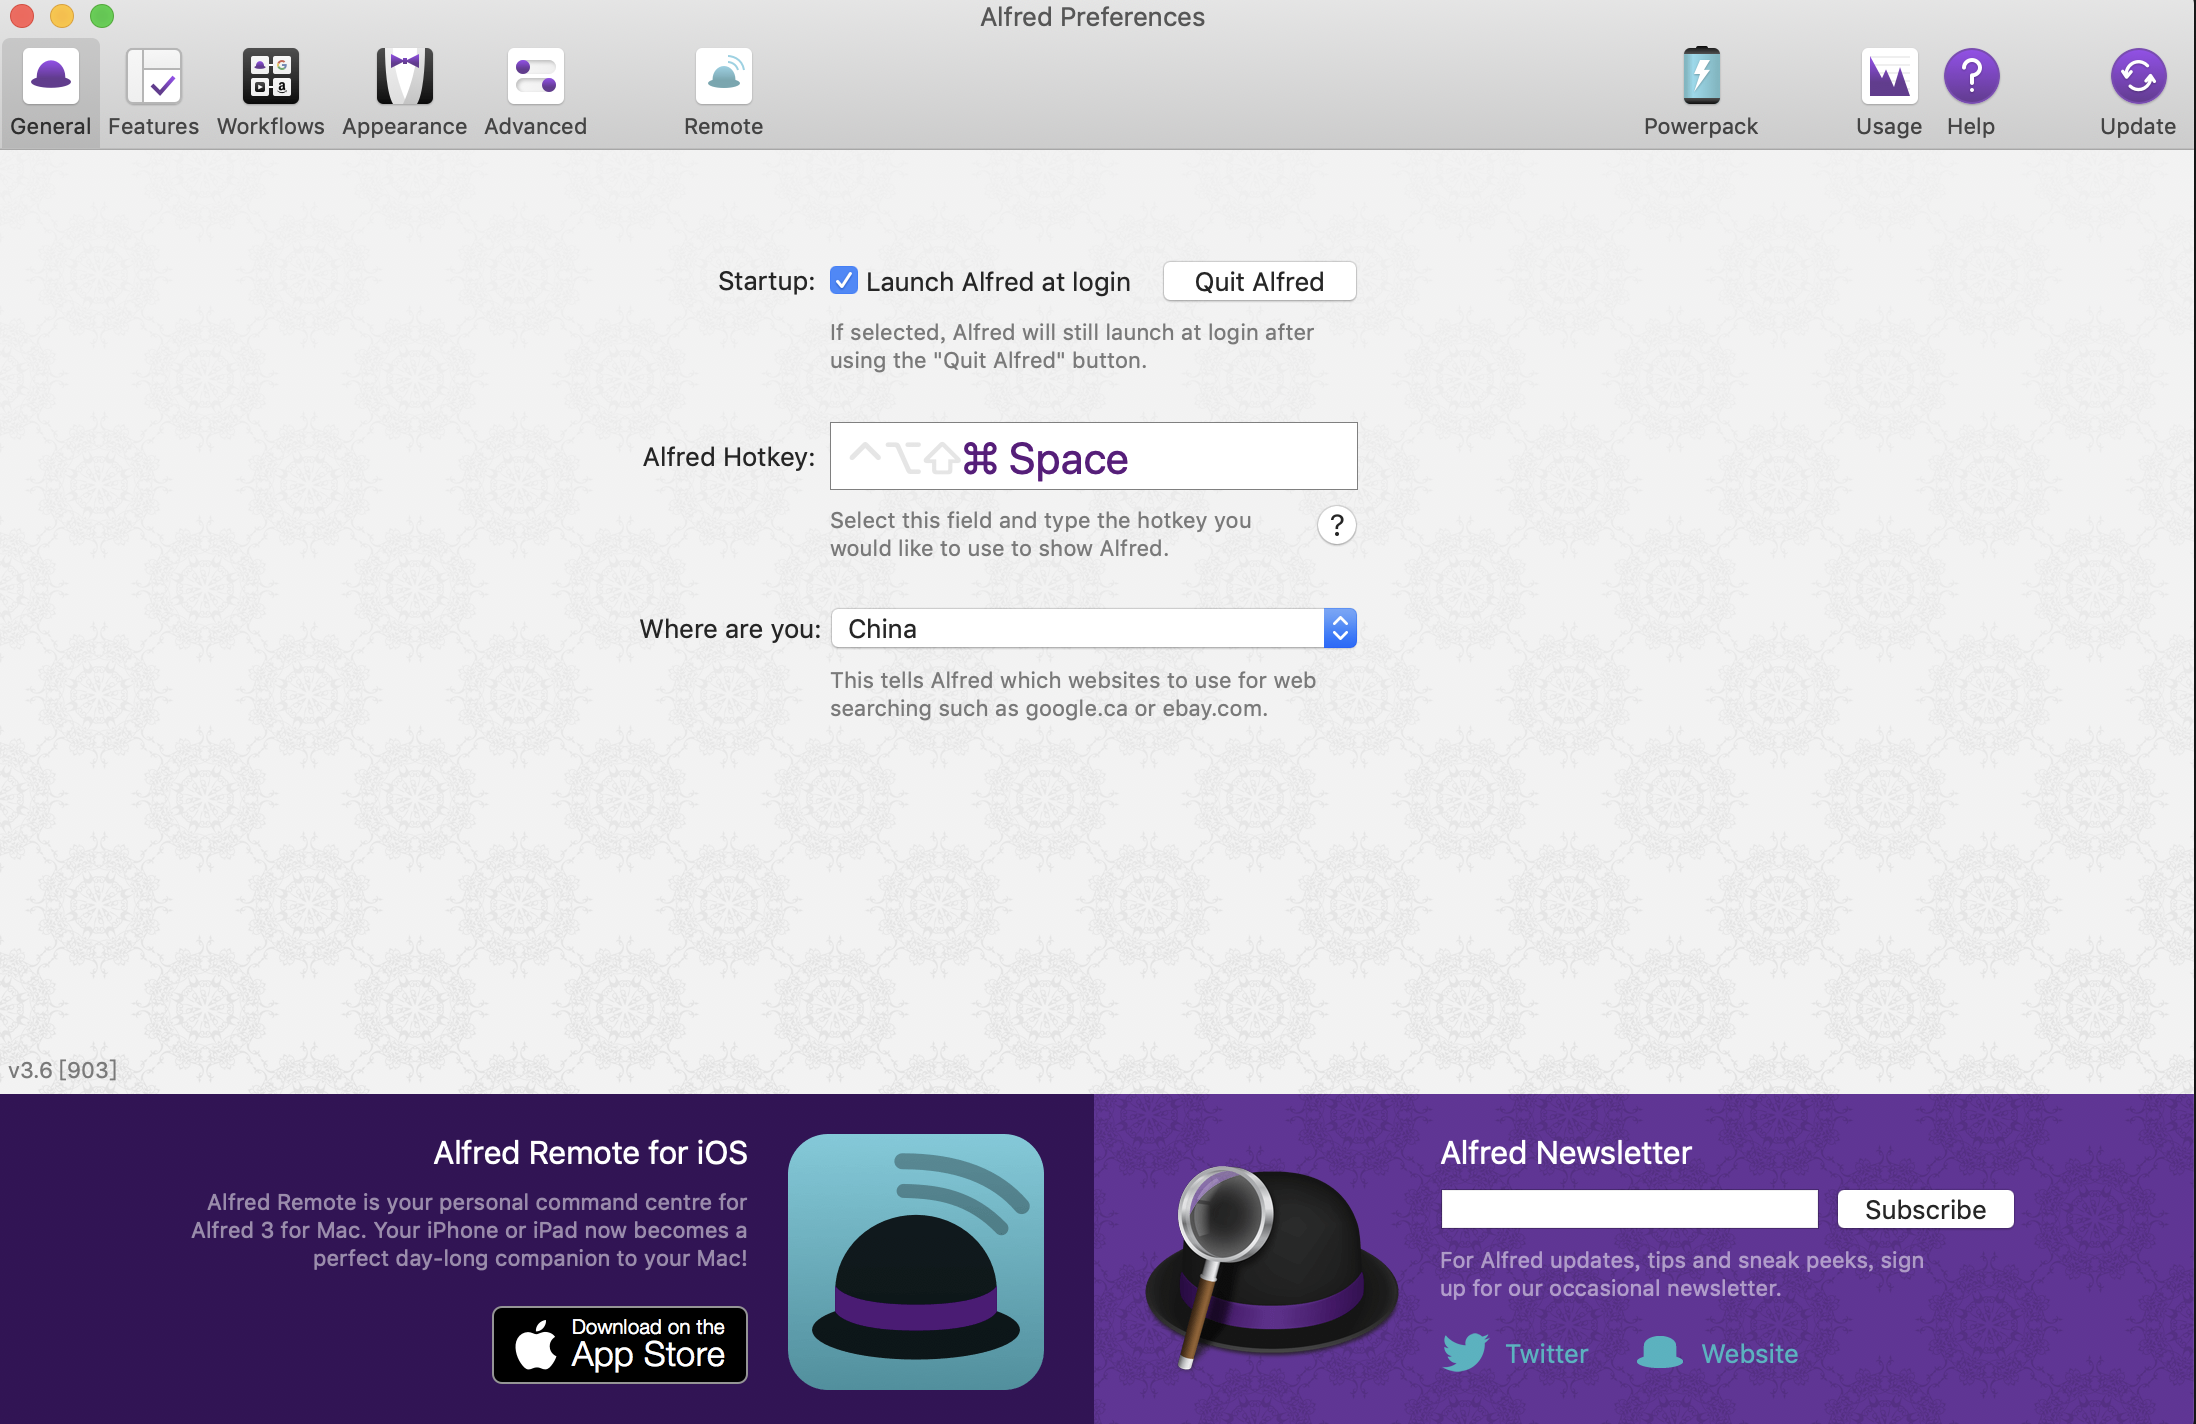 Alfred Preferences
General Features Workflows Appearance Advanced Remote Powerpack Usage Help Update
Startup: Launch Alfred at login Quit Alfred
If selected, Alfred will still launch at login after
using the "Quit Alfred" button.
Alfred Hotkey: ^⌥⇧⌘ Space
Select this field and type the hotkey you
would like to use to show Alfred.
?
Where are you: China
This tells Alfred which websites to use for web
searching such as google.ca or ebay.com.
v3.6 [903]
Alfred Remote for iOS
Alfred Remote is your personal command centre for
Alfred 3 for Mac. Your iPhone or iPad now becomes a
perfect day-long companion to your Mac!
Download on the
App Store
Alfred Newsletter
Subscribe
For Alfred updates, tips and sneak peeks, sign
up for our occasional newsletter.
Twitter Website